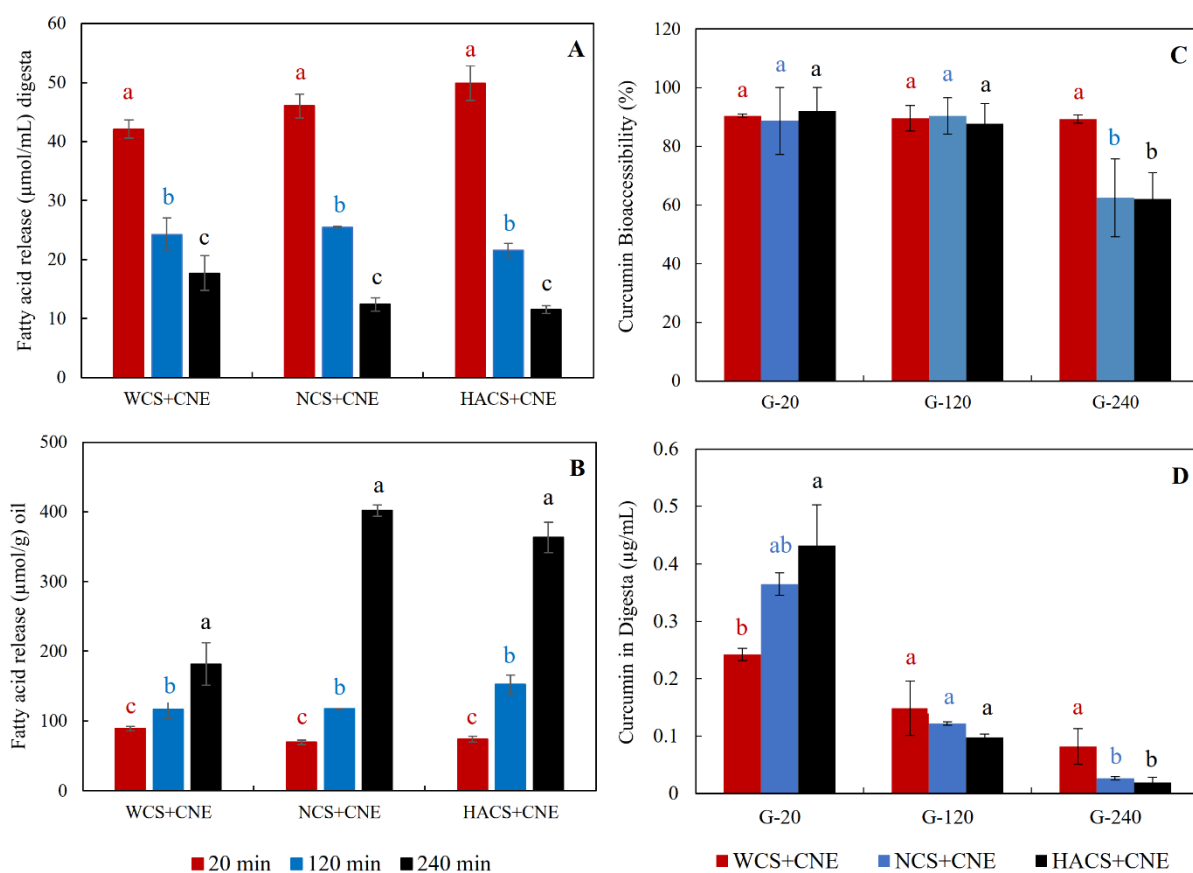 A
Fatty acid release (µmol/mL) digesta
60
50
40
30
20
10
0
a
b
c
a
b
c
a
b
c
WCS+CNE
NCS+CNE
HACS+CNE
B
Fatty acid release (µmol/g) oil
500
400
300
200
100
0
c
b
a
c
b
a
c
b
a
WCS+CNE
NCS+CNE
HACS+CNE
20 min
120 min
240 min
C
Curcumin Bioaccessibility (%)
120
100
80
60
40
20
0
a
a
a
a
a
a
a
b
b
G-20
G-120
G-240
D
Curcumin in Digesta (µg/mL)
0.6
0.5
0.4
0.3
0.2
0.1
0
b
ab
a
a
a
a
a
b
b
G-20
G-120
G-240
WCS+CNE
NCS+CNE
HACS+CNE